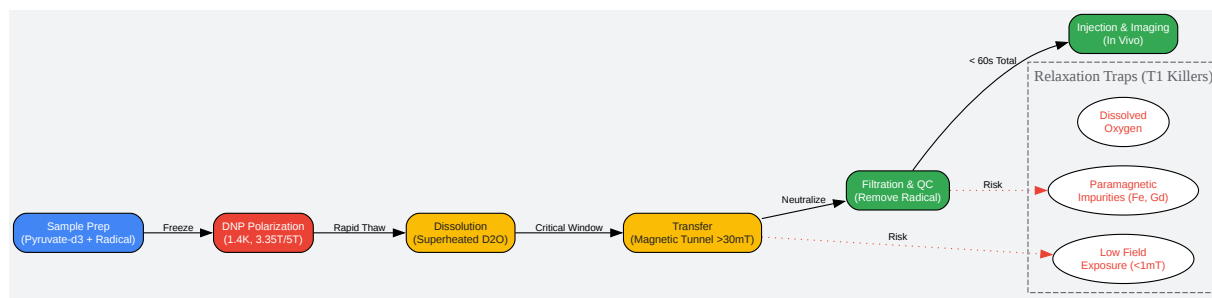 Injection & Imaging
(In Vivo)
< 60s Total
Relaxation Traps (T1 Killers)
Dissolved
Oxygen
Filtration & QC
(Remove Radical)
Risk
Paramagnetic
Impurities (Fe, Gd)
Neutralize
Sample Prep
(Pyruvate-d3 + Radical)
Freeze
DNP Polarization
(1.4K, 3.35T/5T)
Rapid Thaw
Dissolution
(Superheated D2O)
Critical Window
Transfer
(Magnetic Tunnel >30mT)
Risk
Low Field
Exposure (<1mT)